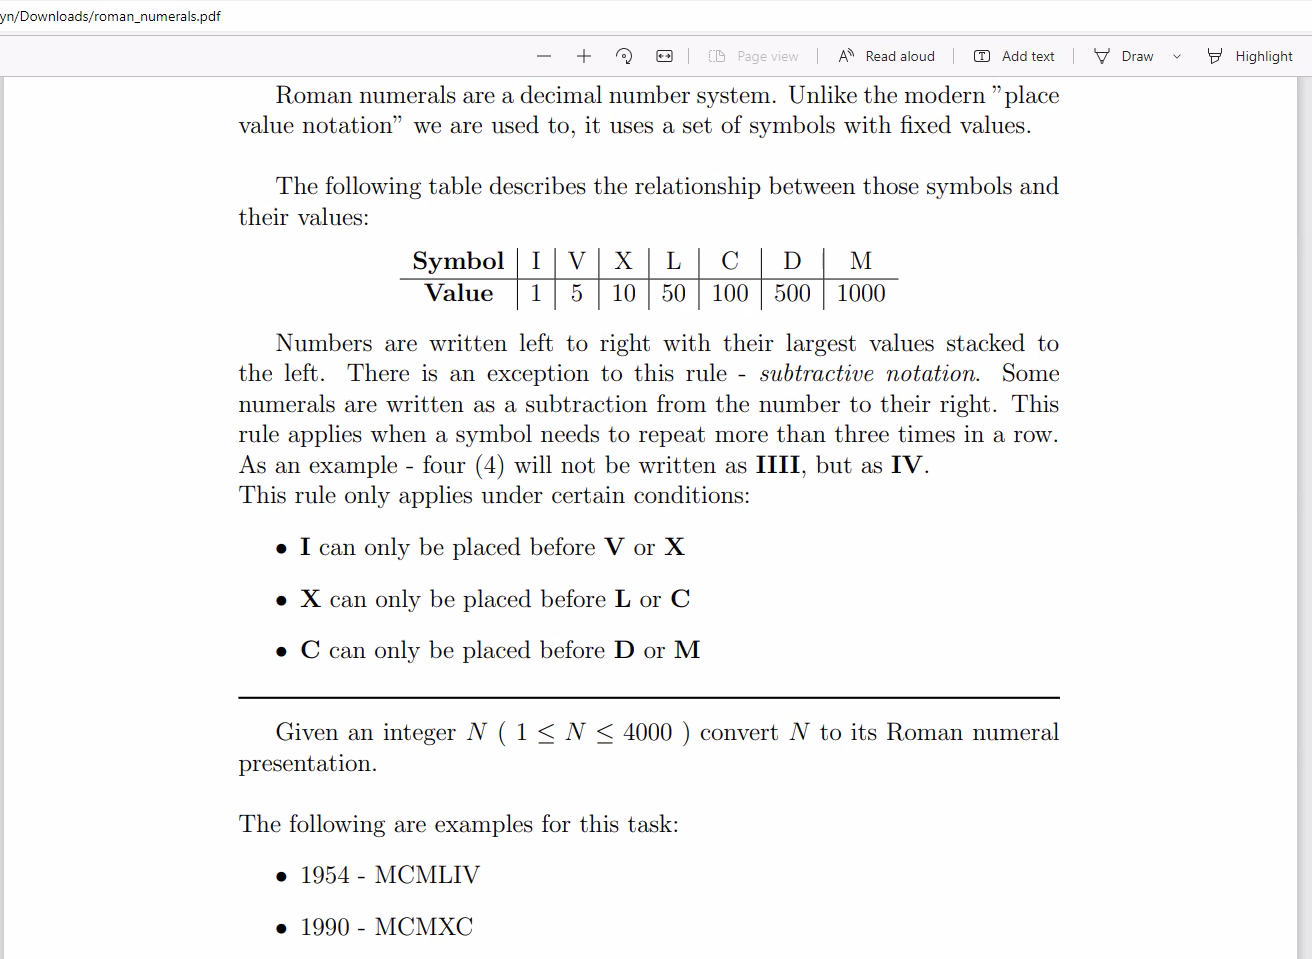 yn/Downloads/roman_numerals.pdf
Page view Read aloud Add text Draw Highlight
Roman numerals are a decimal number system. Unlike the modern ”place
value notation” we are used to, it uses a set of symbols with fixed values.
The following table describes the relationship between those symbols and
their values:
Symbol I V X L C D M
Value 1 5 10 50 100 500 1000
Numbers are written left to right with their largest values stacked to
the left. There is an exception to this rule - subtractive notation. Some
numerals are written as a subtraction from the number to their right. This
rule applies when a symbol needs to repeat more than three times in a row.
As an example - four (4) will not be written as IIII, but as IV.
This rule only applies under certain conditions:
• I can only be placed before V or X
• X can only be placed before L or C
• C can only be placed before D or M
Given an integer N ( 1 ≤ N ≤ 4000 ) convert N to its Roman numeral
presentation.
The following are examples for this task:
• 1954 - MCMLIV
• 1990 - MCMXC